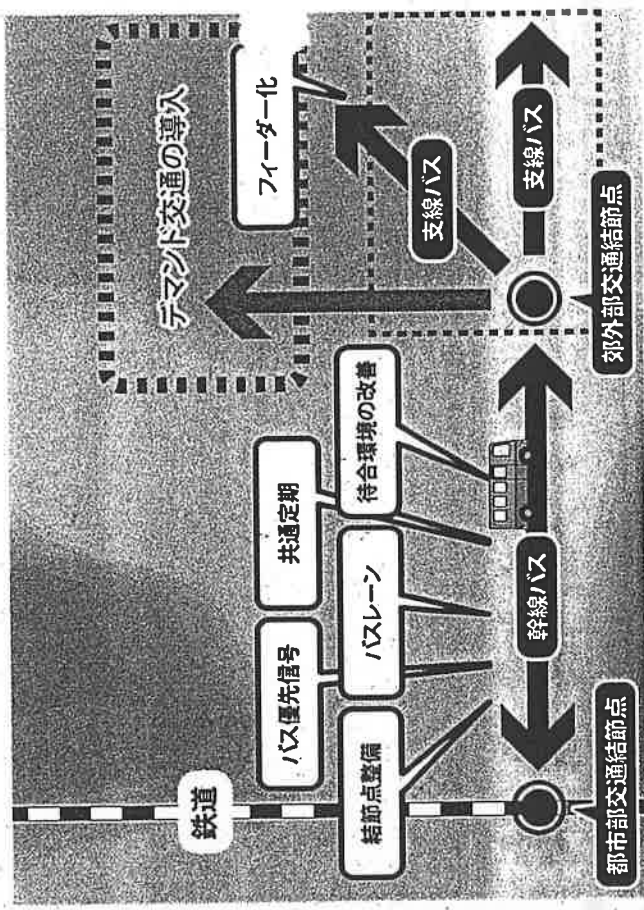 鉄道
デマンド交通の導入
バス優先信号
共通定期
フィーダー化
結節点整備
バスレーン
待合環境の改善
支線バス
幹線バス
支線バス
都市部交通結節点
郊外部交通結節点